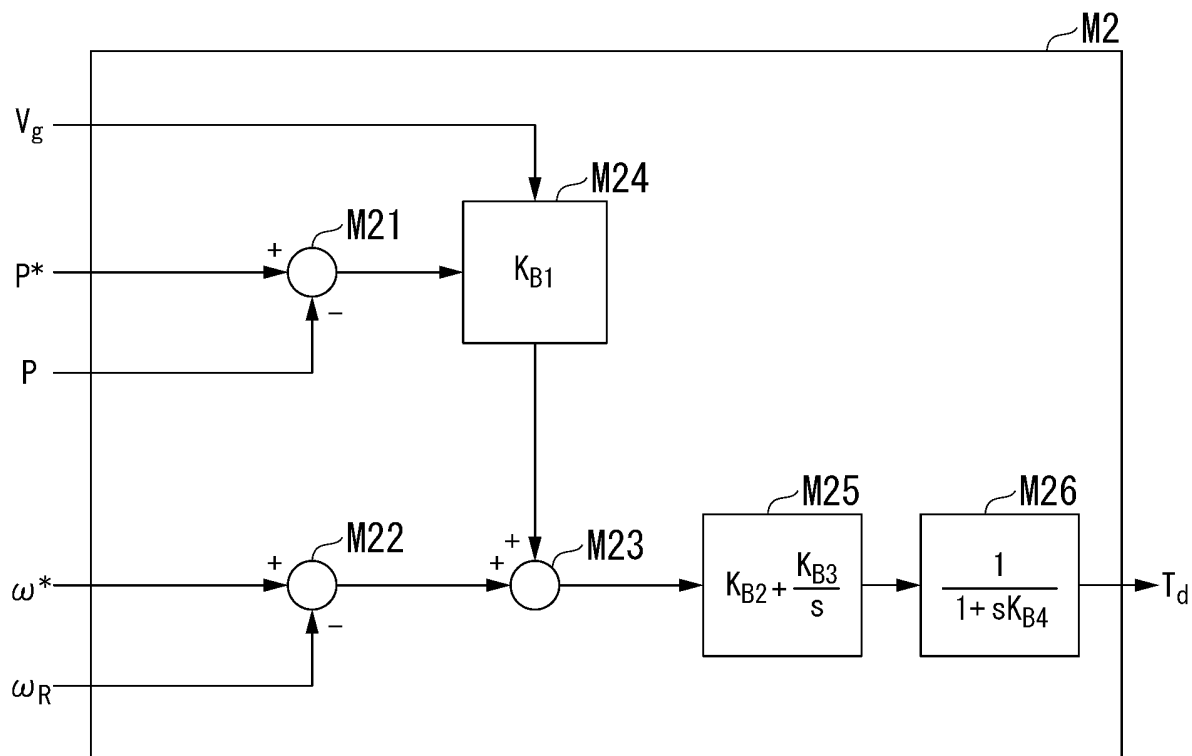 M2
V_g
M24
M21
+
P*
K_B1
−
P
M25
M26
M22
+
M23
+
+
ω*
K_B2 + K_B3/s
1/(1+sK_B4)
T_d
−
ω_R